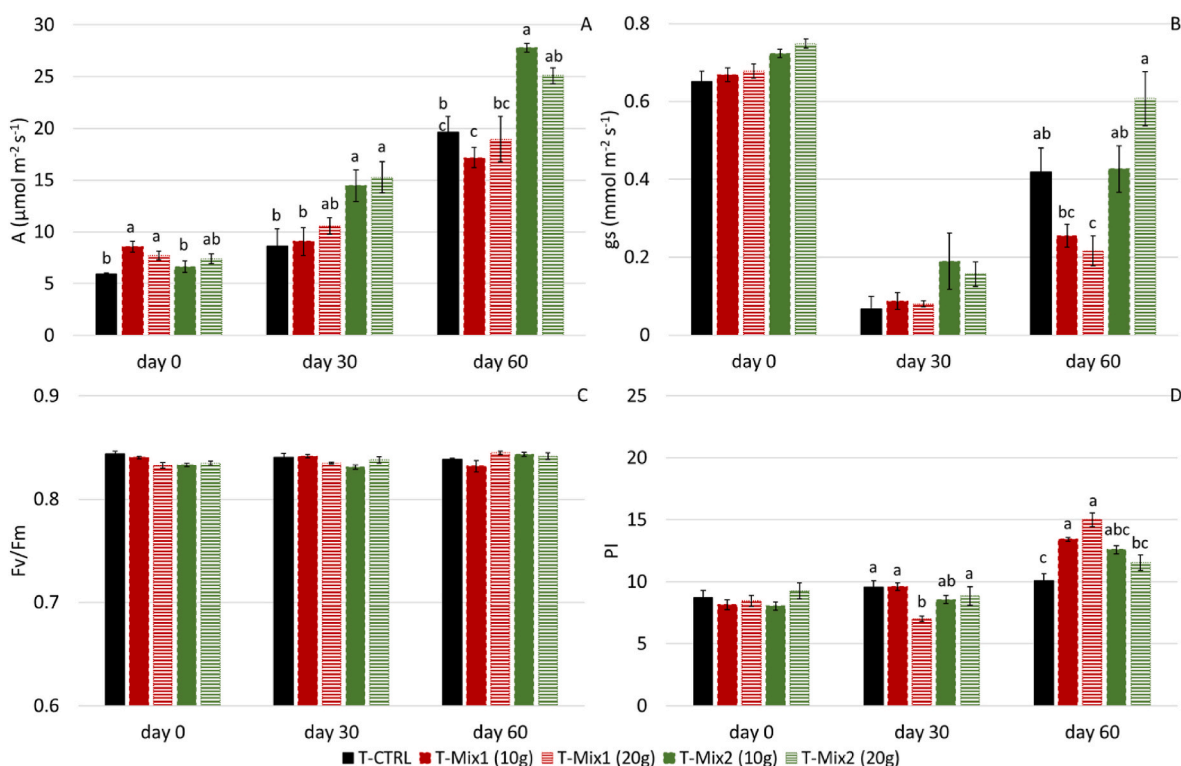 A
A (µmol m⁻² s⁻¹)
30
25
20
15
10
5
0
b
a
ab
b
ab
b
b
ab
a
a
b
c
c
bc
a
ab
day 0
day 30
day 60
B
gs (mmol m⁻² s⁻¹)
0.8
0.6
0.4
0.2
0
ab
bc
c
ab
a
day 0
day 30
day 60
C
Fv/Fm
0.9
0.8
0.7
0.6
day 0
day 30
day 60
D
PI
25
20
15
10
5
0
a
a
b
ab
a
c
a
a
abc
bc
day 0
day 30
day 60
T-CTRL T-Mix1 (10g) T-Mix1 (20g) T-Mix2 (10g) T-Mix2 (20g)